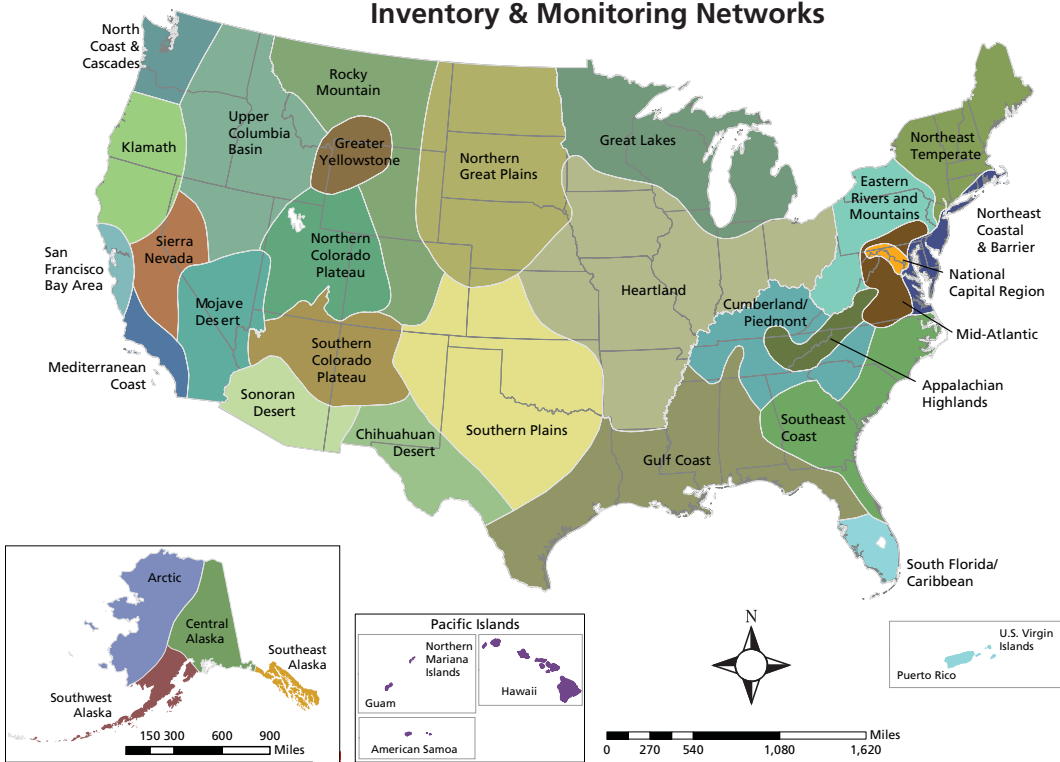 Inventory & Monitoring Networks
North
Coast &
Cascades
Rocky
Mountain
Upper
Columbia
Basin
Klamath
Greater
Yellowstone
Northern
Great Plains
Great Lakes
Northeast
Temperate
Eastern
Rivers and
Mountains
Northeast
Coastal
& Barrier
San
Francisco
Bay Area
Sierra
Nevada
Northern
Colorado
Plateau
National
Capital Region
Mojave
Desert
Heartland
Cumberland/
Piedmont
Mid-Atlantic
Mediterranean
Coast
Southern
Colorado
Plateau
Appalachian
Highlands
Sonoran
Desert
Chihuahuan
Desert
Southern Plains
Southeast
Coast
Gulf Coast
South Florida/
Caribbean
Arctic
Central
Alaska
Southeast
Alaska
Southwest
Alaska
150 300 600 900
Miles
Pacific Islands
Northern
Mariana
Islands
Guam
Hawaii
American Samoa
N
Miles
0 270 540 1,080 1,620
U.S. Virgin
Islands
Puerto Rico